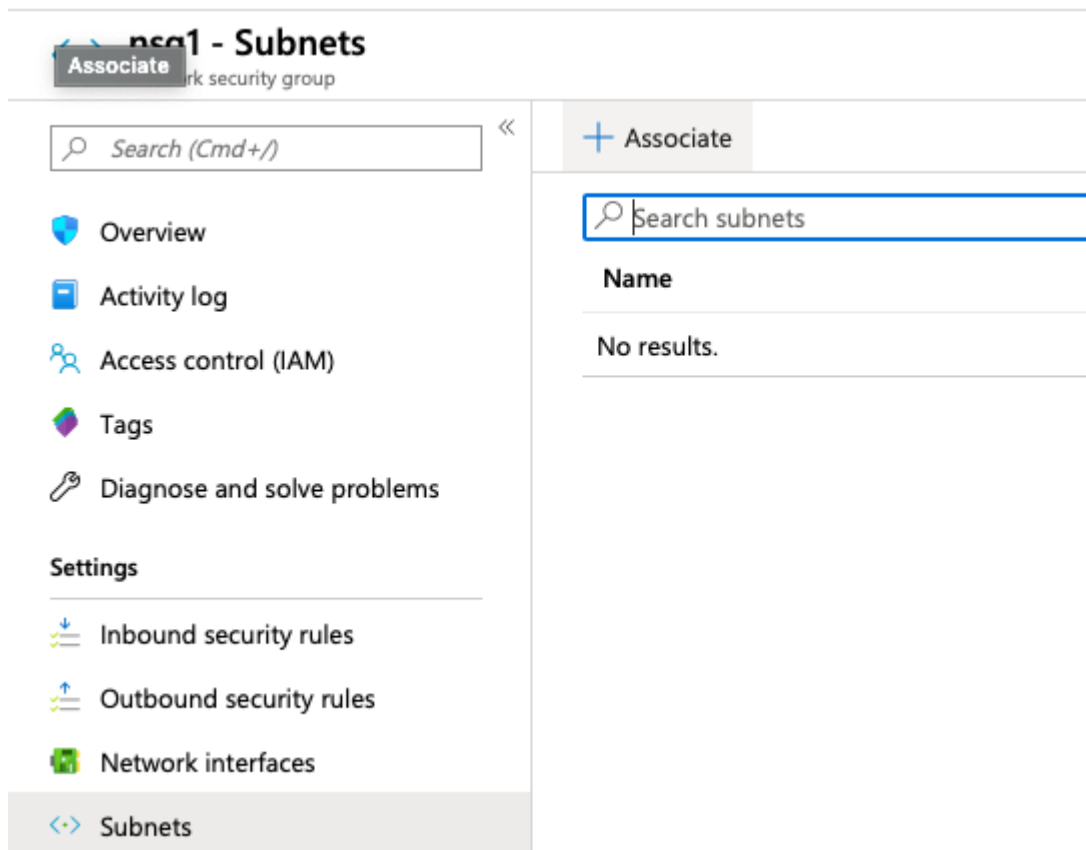 nsg1 - Subnets
Associate
rk security group
Search (Cmd+/)
«
Associate
Search subnets
Overview
Name
Activity log
No results.
Access control (IAM)
Tags
Diagnose and solve problems
Settings
Inbound security rules
Outbound security rules
Network interfaces
Subnets